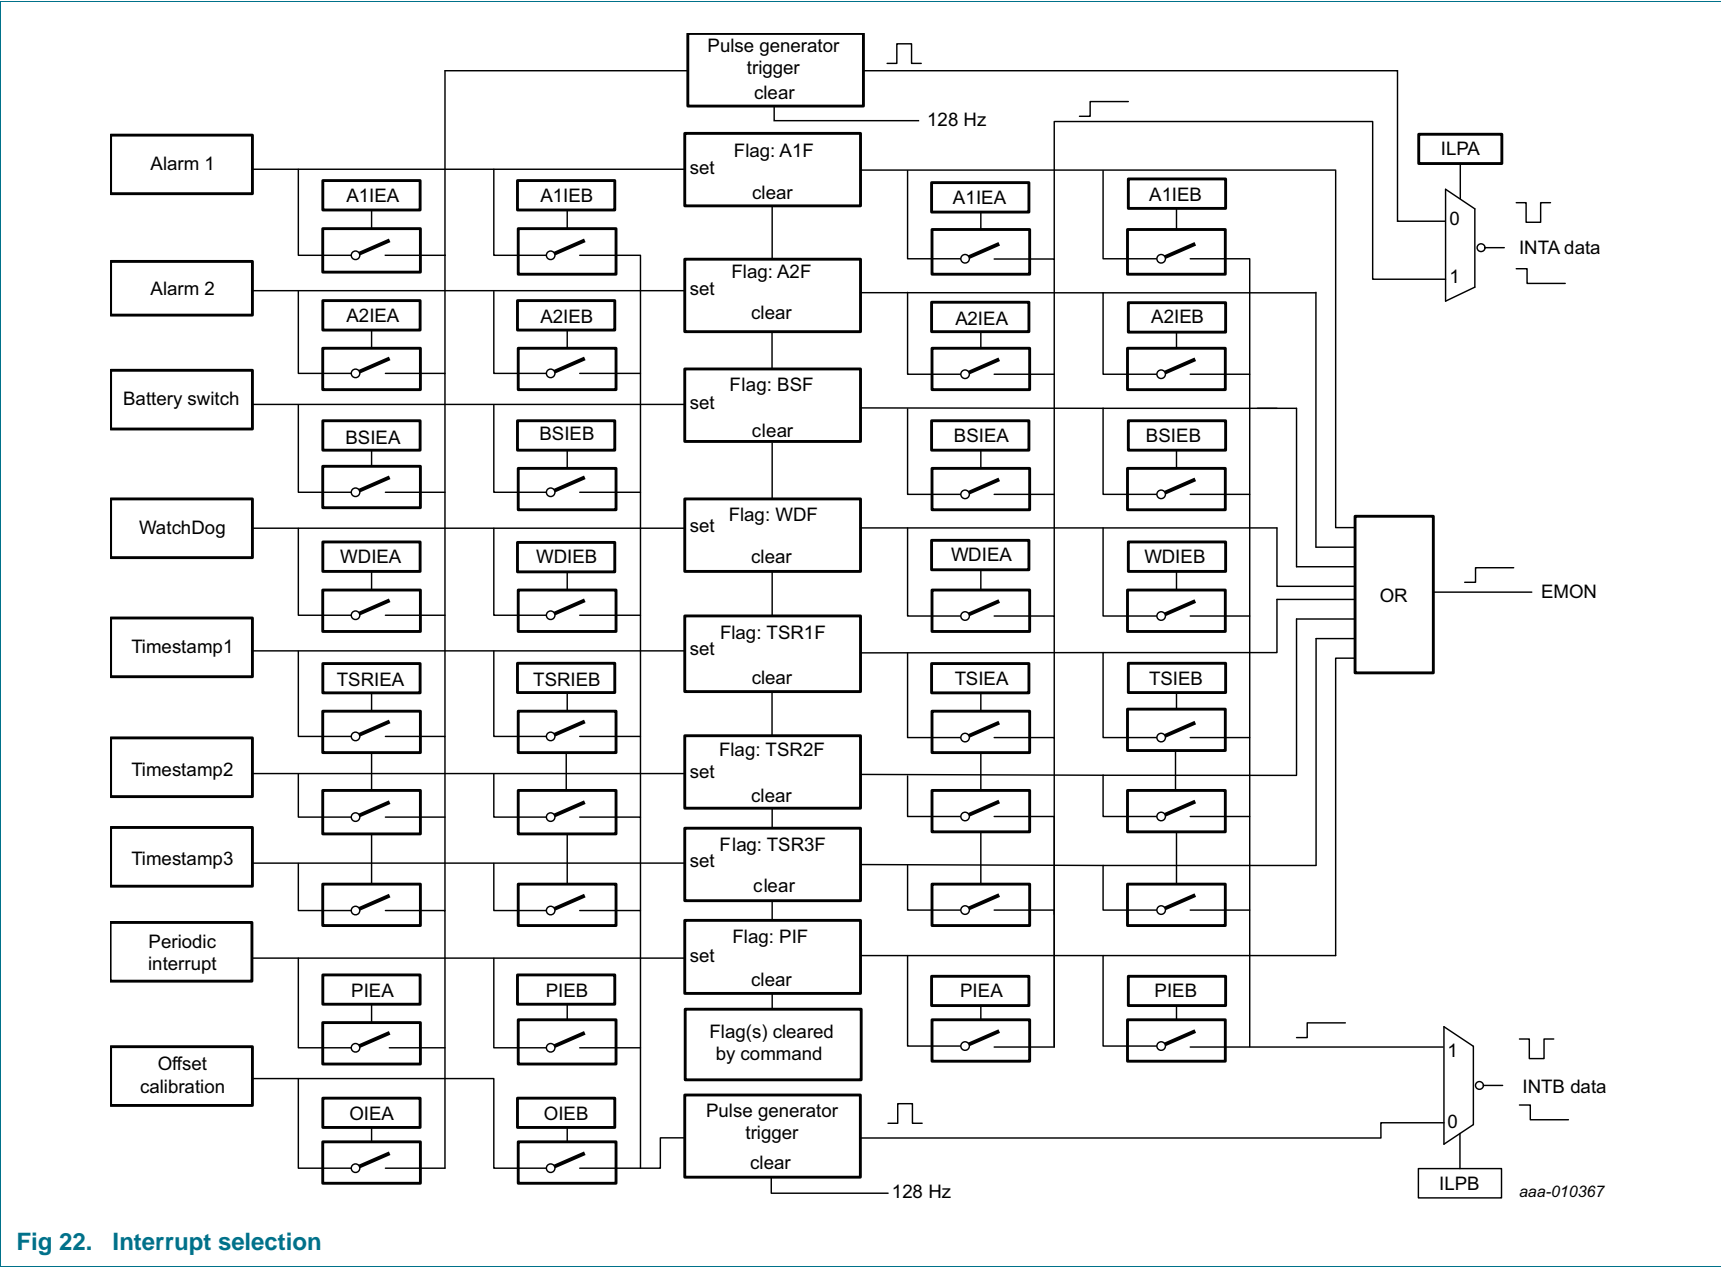 Pulse generator
trigger
clear
128 Hz
Alarm 1
Flag: A1F
set
clear
ILPA
A1IEA
A1IEB
A1IEA
A1IEB
0
INTA data
1
Alarm 2
Flag: A2F
set
clear
A2IEA
A2IEB
A2IEA
A2IEB
Battery switch
Flag: BSF
set
clear
BSIEA
BSIEB
BSIEA
BSIEB
WatchDog
Flag: WDF
set
clear
WDIEA
WDIEB
WDIEA
WDIEB
OR
EMON
Timestamp1
Flag: TSR1F
set
clear
TSRIEA
TSRIEB
TSIEA
TSIEB
Timestamp2
Flag: TSR2F
set
clear
Timestamp3
Flag: TSR3F
set
clear
Periodic
interrupt
Flag: PIF
set
clear
PIEA
PIEB
PIEA
PIEB
Flag(s) cleared
by command
Offset
calibration
1
INTB data
0
OIEA
OIEB
Pulse generator
trigger
clear
128 Hz
ILPB
aaa-010367
Fig 22. Interrupt selection